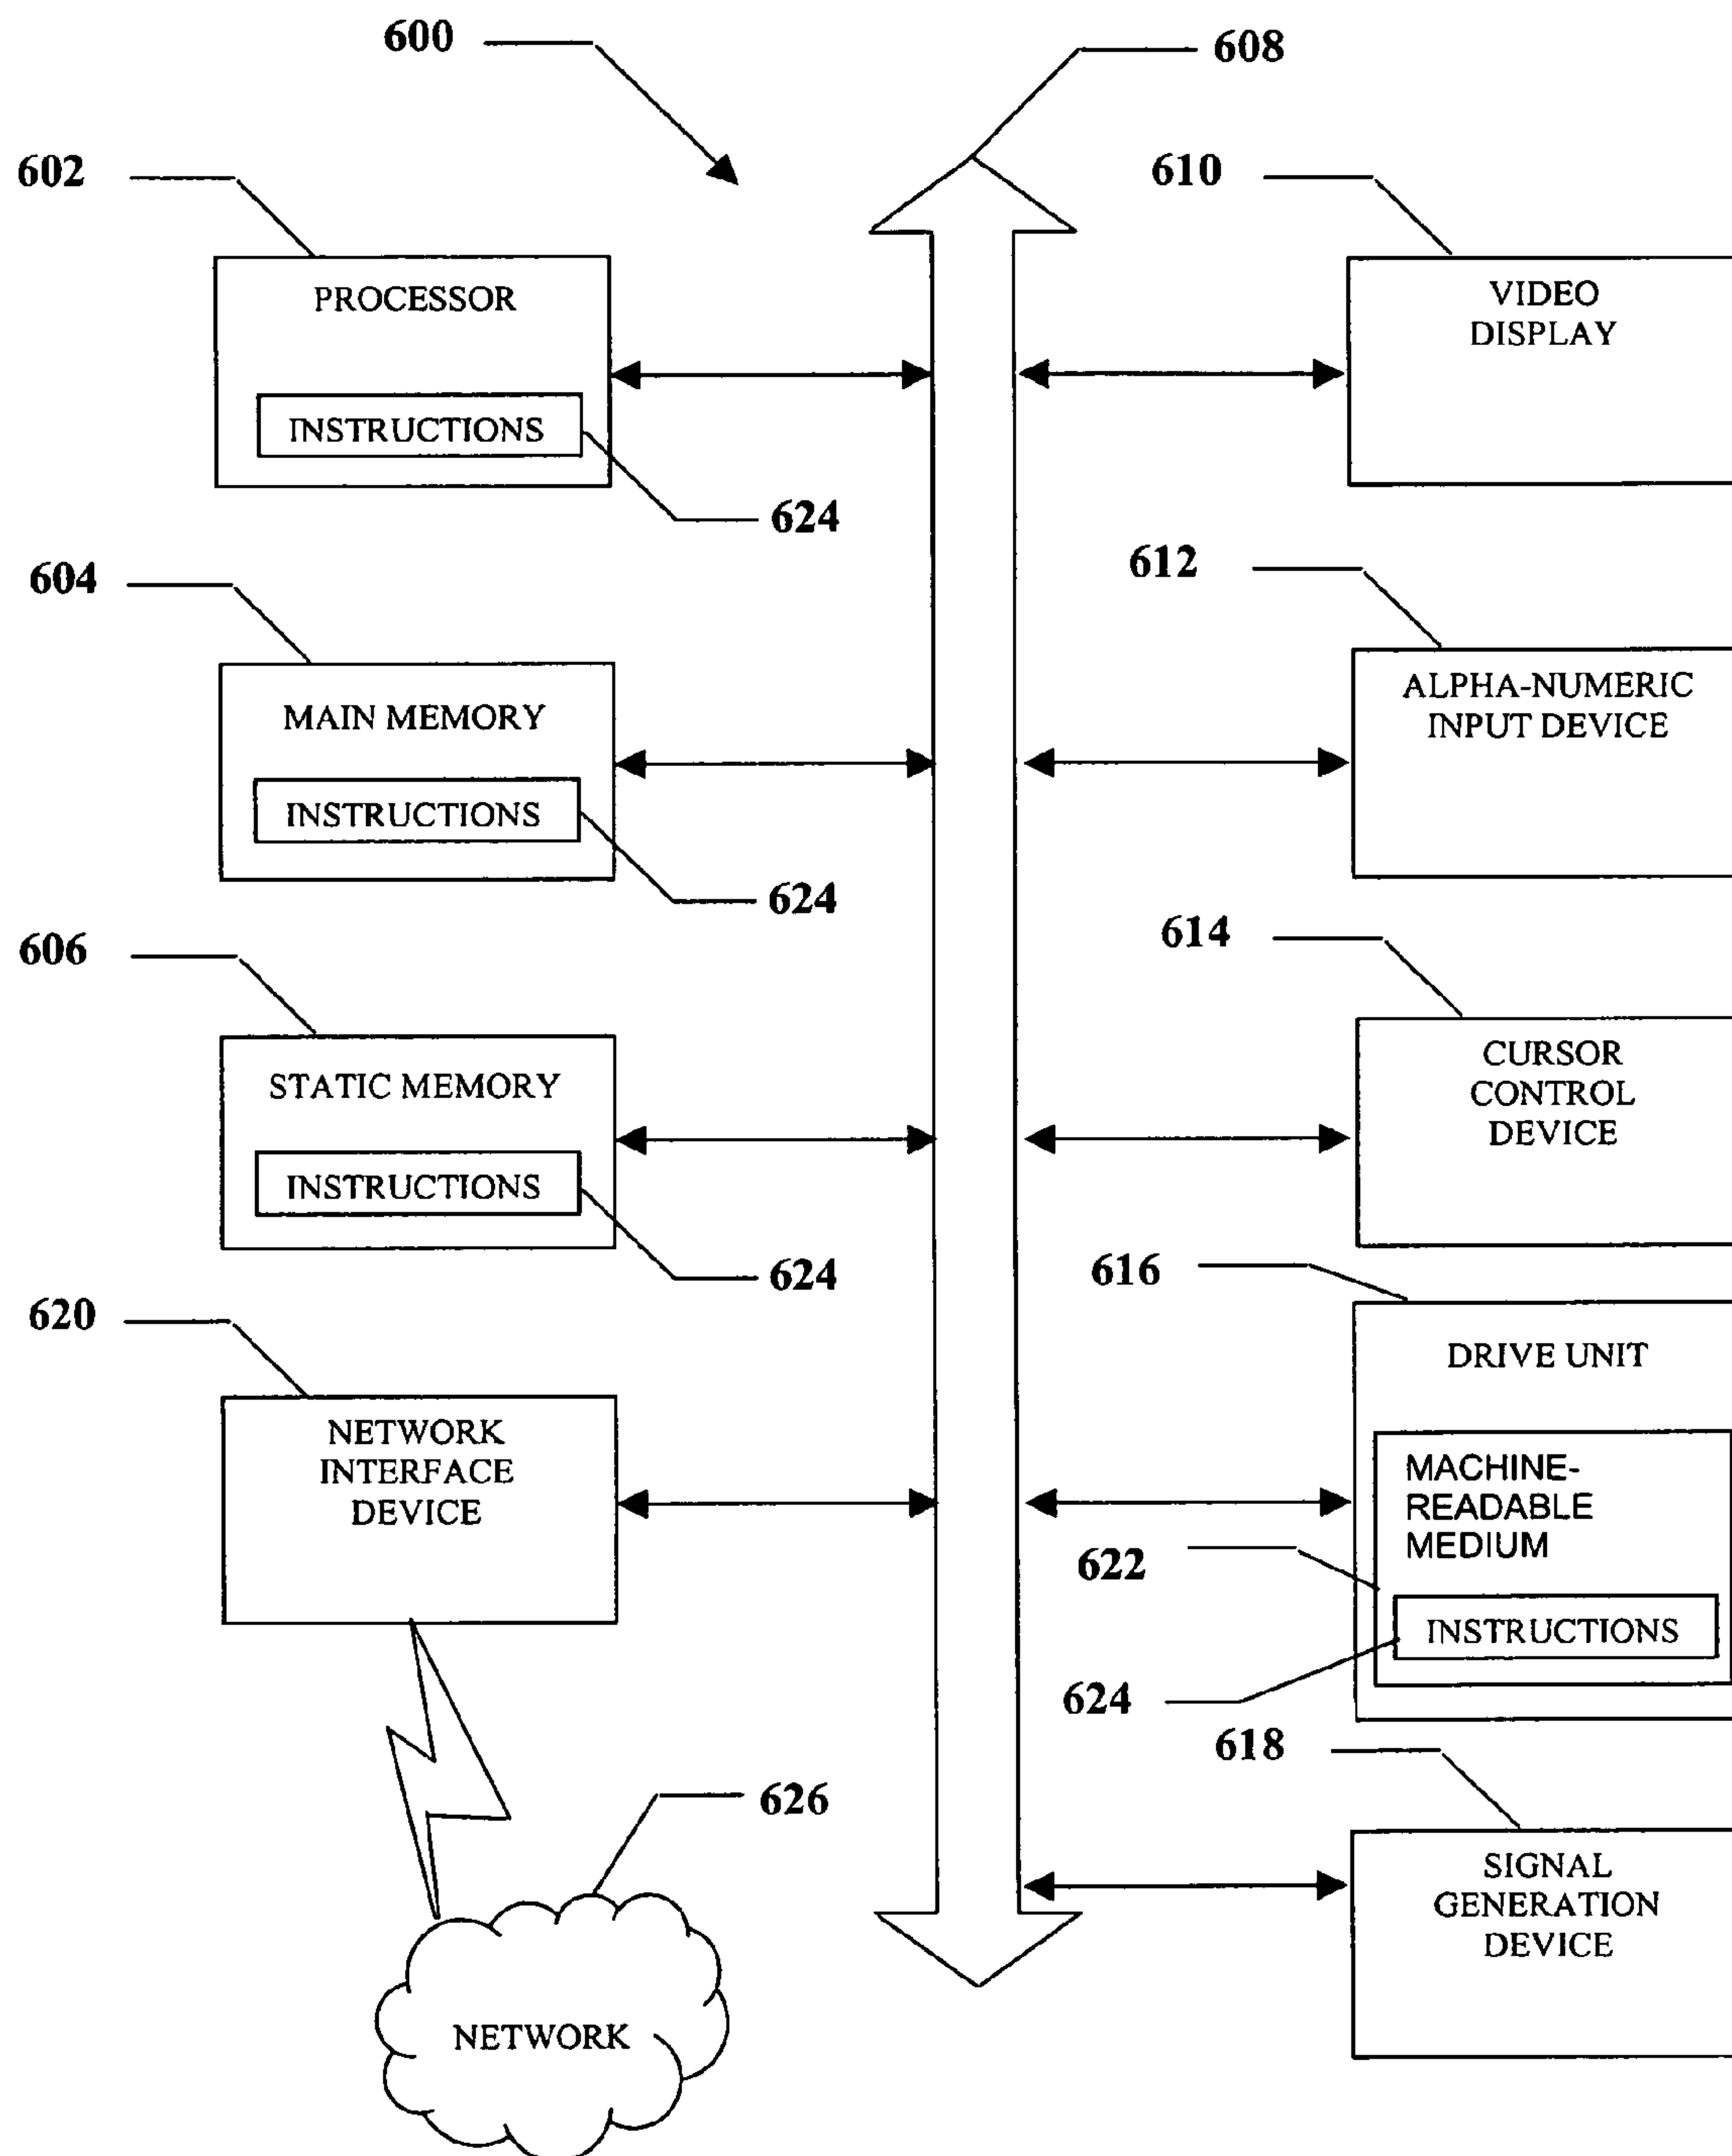 600
608
602
610
PROCESSOR
INSTRUCTIONS
624
VIDEO
DISPLAY
604
612
MAIN MEMORY
INSTRUCTIONS
624
ALPHA-NUMERIC
INPUT DEVICE
606
614
STATIC MEMORY
INSTRUCTIONS
624
CURSOR
CONTROL
DEVICE
620
616
NETWORK
INTERFACE
DEVICE
DRIVE UNIT
MACHINE-
READABLE
MEDIUM
622
INSTRUCTIONS
624
618
626
SIGNAL
GENERATION
DEVICE
NETWORK